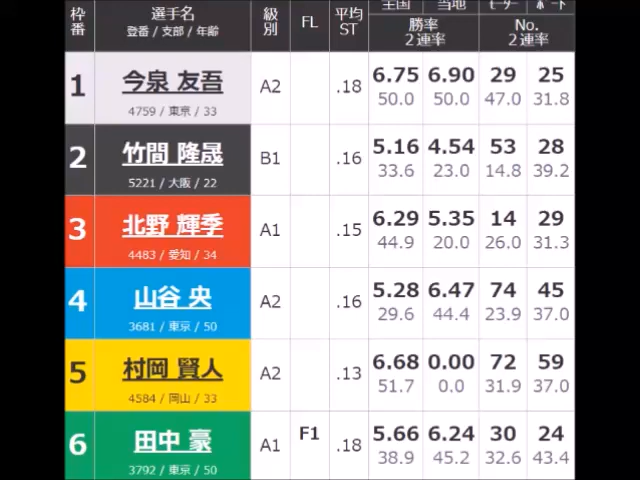 枠番 選手名 登番 / 支部 / 年齢 級別 FL 平均ST 全国 当地 勝率 2連率 ﾓｰﾀｰ ﾎﾞｰﾄ No. 2連率
1 今泉 友吾 A2 .18 6.75 6.90 29 25
4759 / 東京 / 33 50.0 50.0 47.0 31.8
2 竹間 隆晟 B1 .16 5.16 4.54 53 28
5221 / 大阪 / 22 33.6 23.0 14.8 39.2
3 北野 輝季 A1 .15 6.29 5.35 14 29
4483 / 愛知 / 34 44.9 20.0 26.0 31.3
4 山谷 央 A2 .16 5.28 6.47 74 45
3681 / 東京 / 50 29.6 44.4 23.9 37.0
5 村岡 賢人 A2 .13 6.68 0.00 72 59
4584 / 岡山 / 33 51.7 0.0 31.9 37.0
6 田中 豪 A1 F1 .18 5.66 6.24 30 24
3792 / 東京 / 50 38.9 45.2 32.6 43.4